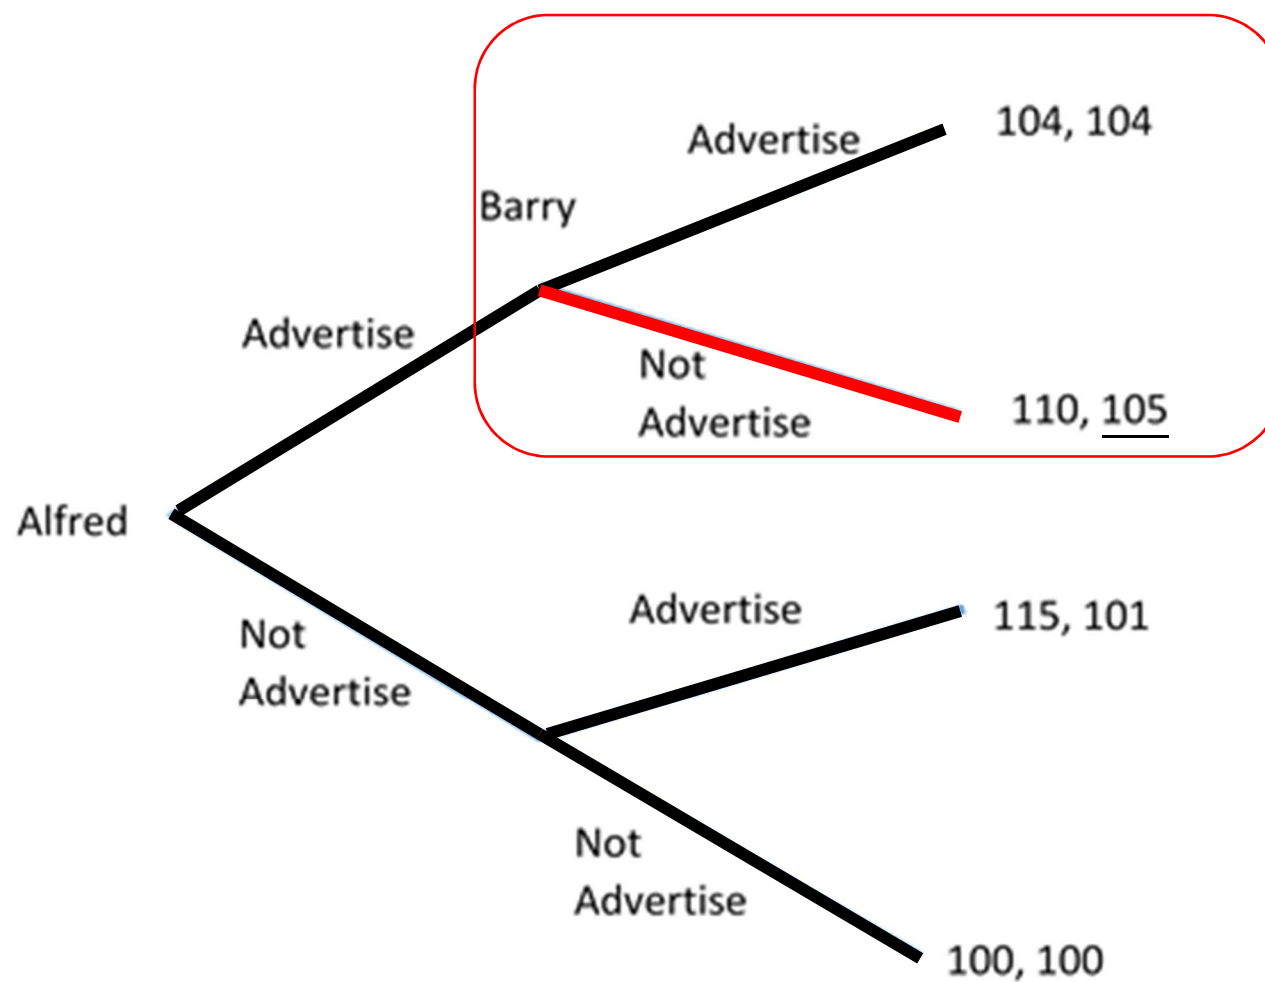 Advertise
104, 104
Barry
Advertise
Not
Advertise
110, 105
Alfred
Advertise
115, 101
Not
Advertise
Not
Advertise
100, 100